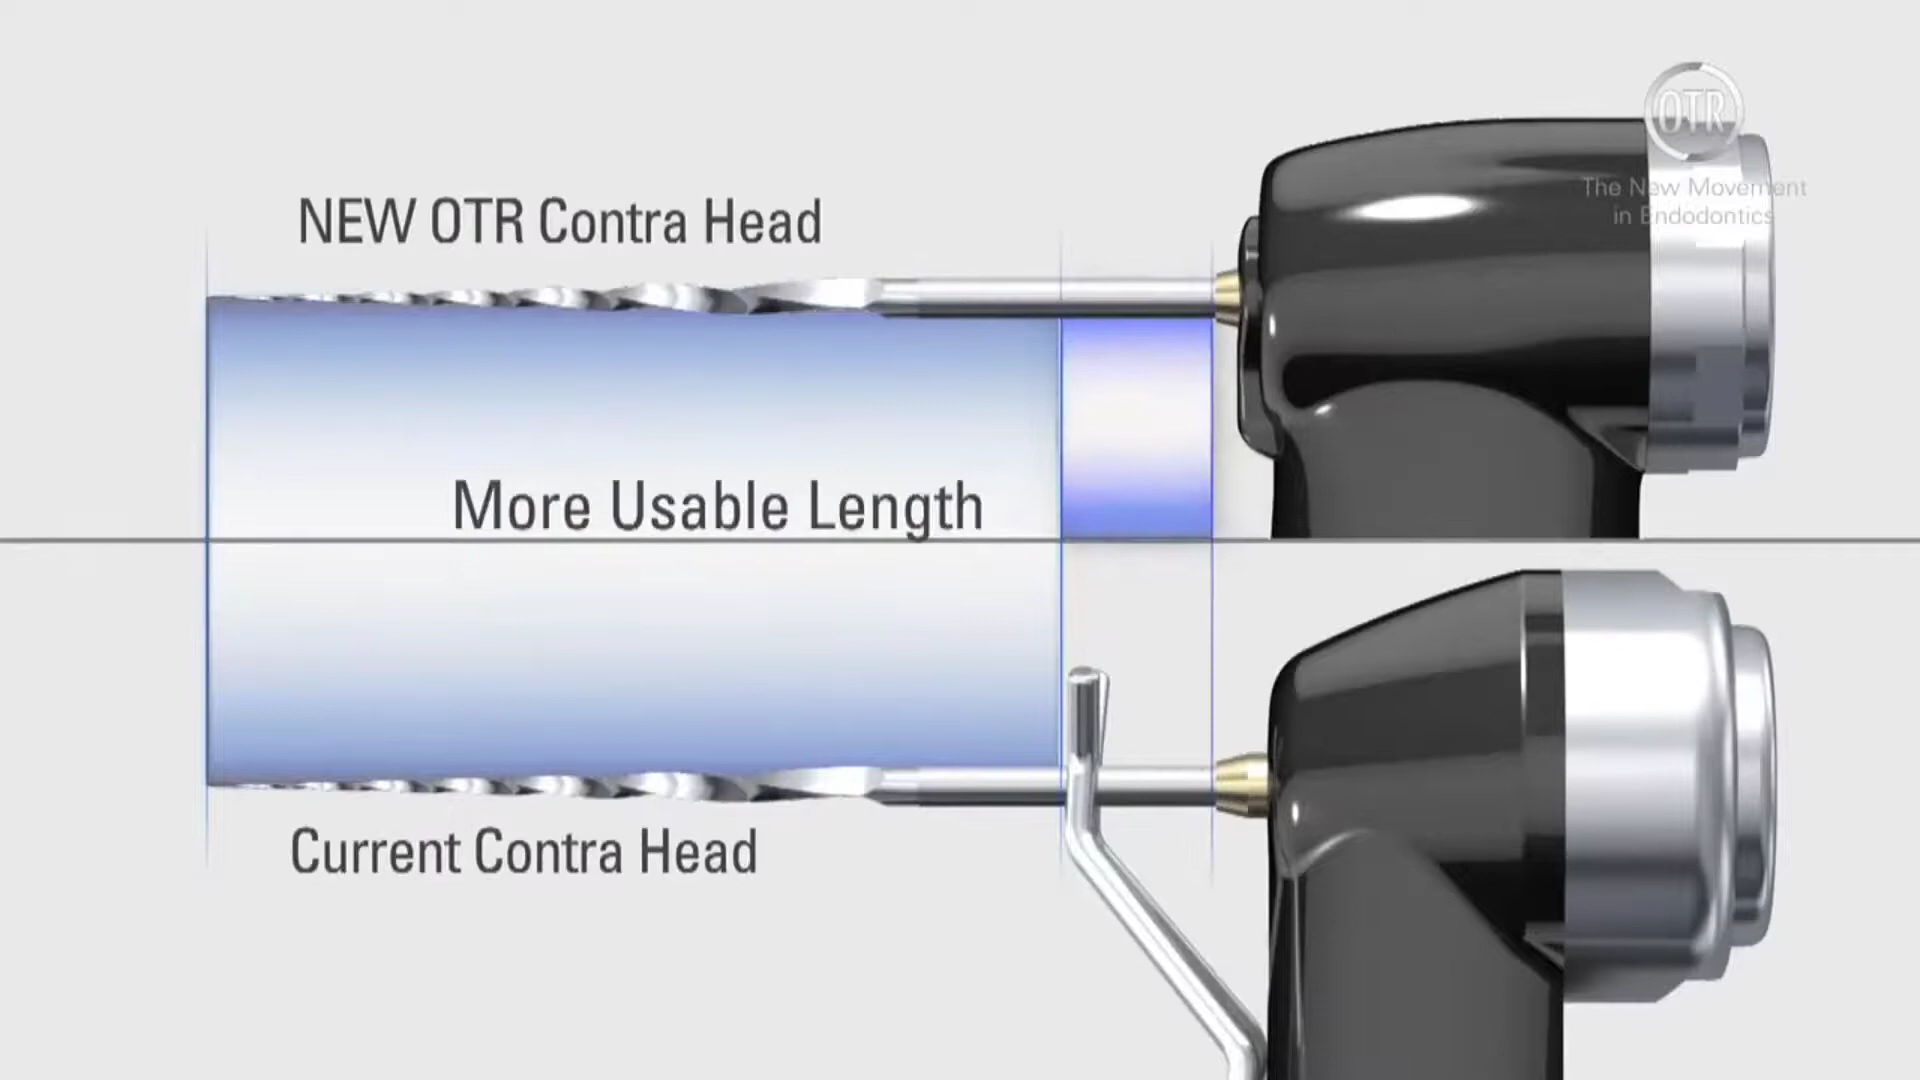 OTR
The New Movement
in Endodontics
NEW OTR Contra Head
More Usable Length
Current Contra Head